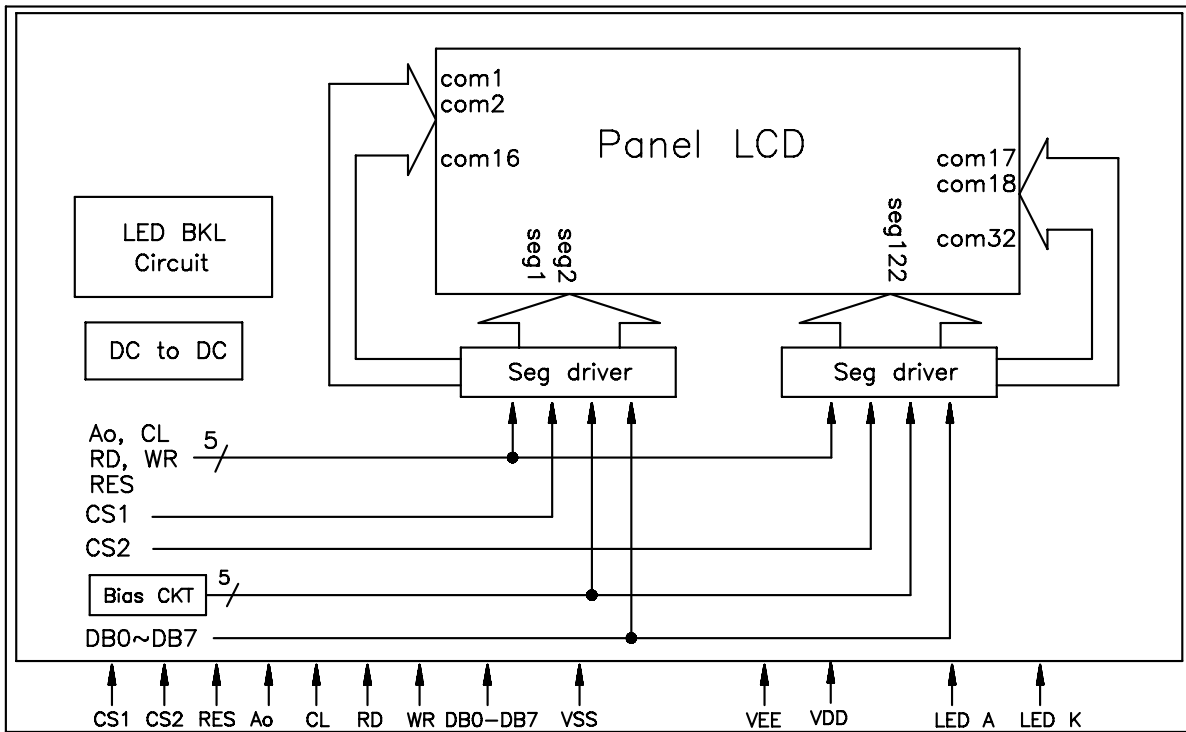 com1
com2
com16
Panel LCD
com17
com18
com32
seg1
seg2
seg122
LED BKL
Circuit
DC to DC
Seg driver
Seg driver
Ao, CL
RD, WR
RES
5
CS1
CS2
Bias CKT
5
DB0~DB7
CS1 CS2 RES Ao CL RD WR DB0-DB7 VSS VEE VDD LED A LED K